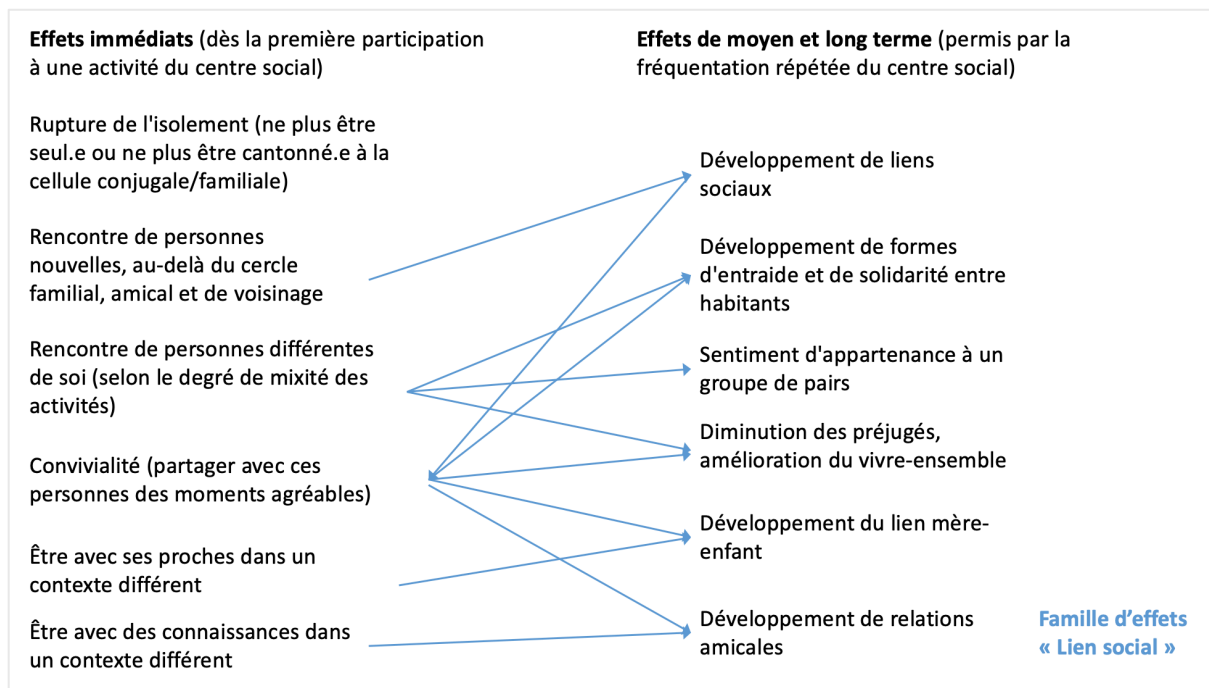 Effets immédiats (dès la première participation
à une activité du centre social)
Rupture de l'isolement (ne plus être
seul.e ou ne plus être cantonné.e à la
cellule conjugale/familiale)
Rencontre de personnes
nouvelles, au-delà du cercle
familial, amical et de voisinage
Rencontre de personnes différentes
de soi (selon le degré de mixité des
activités)
Convivialité (partager avec ces
personnes des moments agréables)
Être avec ses proches dans un
contexte différent
Être avec des connaissances dans
un contexte différent
Effets de moyen et long terme (permis par la
fréquentation répétée du centre social)
Développement de liens
sociaux
Développement de formes
d'entraide et de solidarité entre
habitants
Sentiment d'appartenance à un
groupe de pairs
Diminution des préjugés,
amélioration du vivre-ensemble
Développement du lien mère-
enfant
Développement de relations
amicales
Famille d’effets
« Lien social »